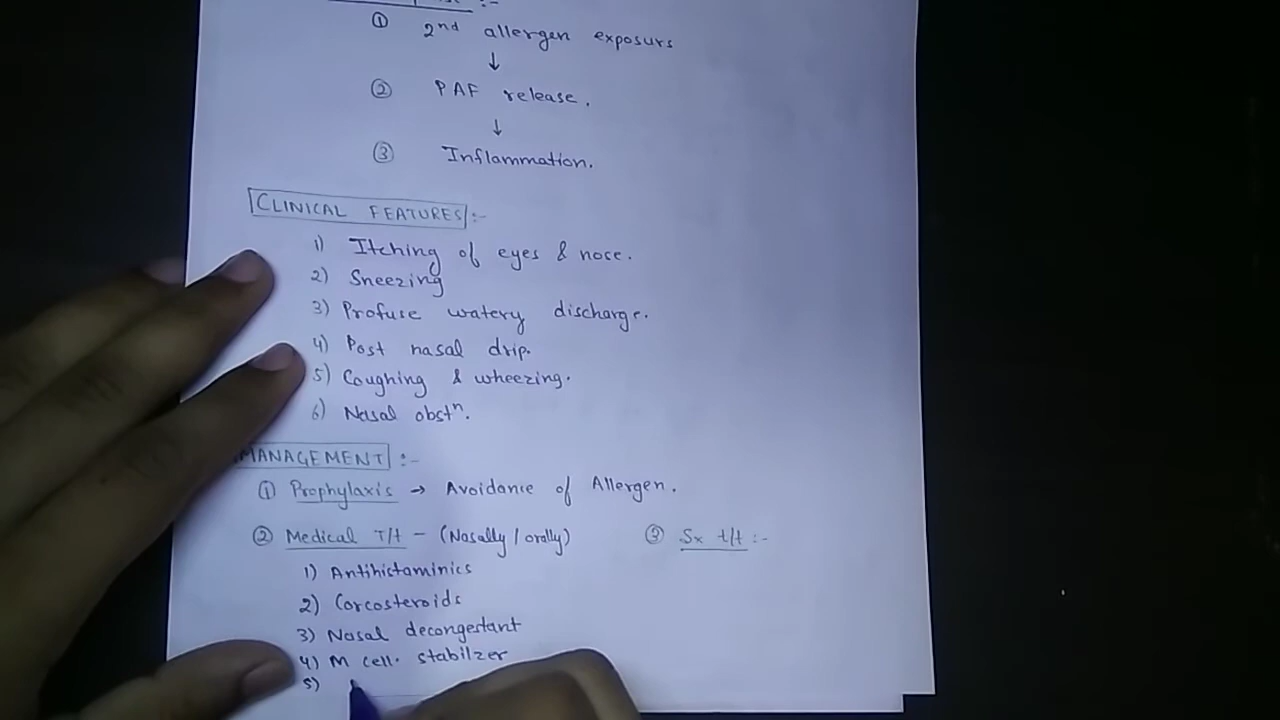 ① 2nd allergen exposurs
↓
② PAF release.
↓
③ Inflammation.
CLINICAL FEATURES :-
1) Itching of eyes & nose.
2) Sneezing
3) Profuse watery discharge.
4) Post nasal drip.
5) Coughing & wheezing.
6) Nasal obstⁿ.
MANAGEMENT :-
① Prophylaxis → Avoidance of Allergen.
② Medical T/t - (Nasally / orally)
1) Antihistaminics
2) Corcosteroids
3) Nasal decongestant
4) M cell. stabilzer
5)
③ Sx t/t :-